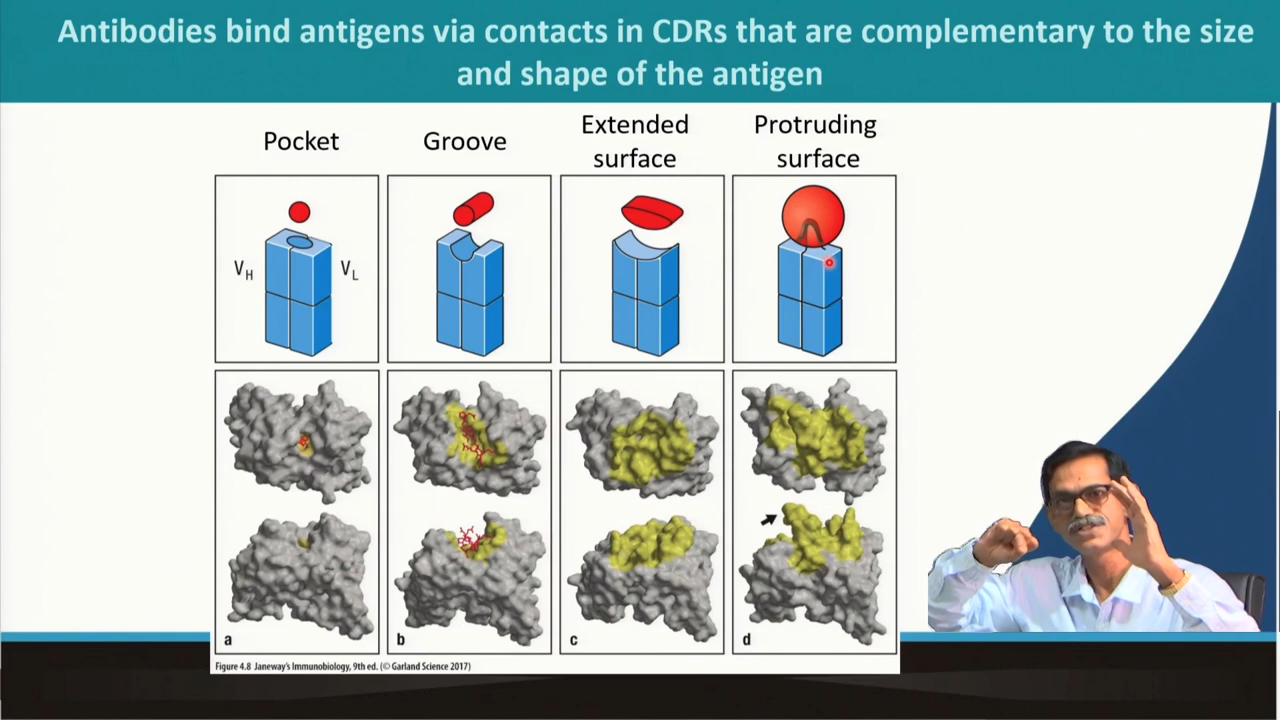 Antibodies bind antigens via contacts in CDRs that are complementary to the size
and shape of the antigen
Pocket
Groove
Extended
surface
Protruding
surface
VH
VL
a
b
c
d
Figure 4.8 Janeway's Immunobiology, 9th ed. (© Garland Science 2017)